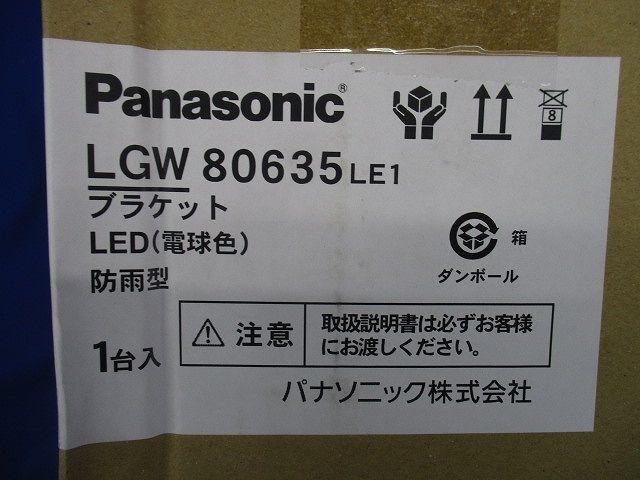 Panasonic®
8
LGW 80635 LE1
ブラケット
LED(電球色)
防雨型
箱
ダンボール
1台入
注意
取扱説明書は必ずお客様
にお渡しください。
パナソニック株式会社